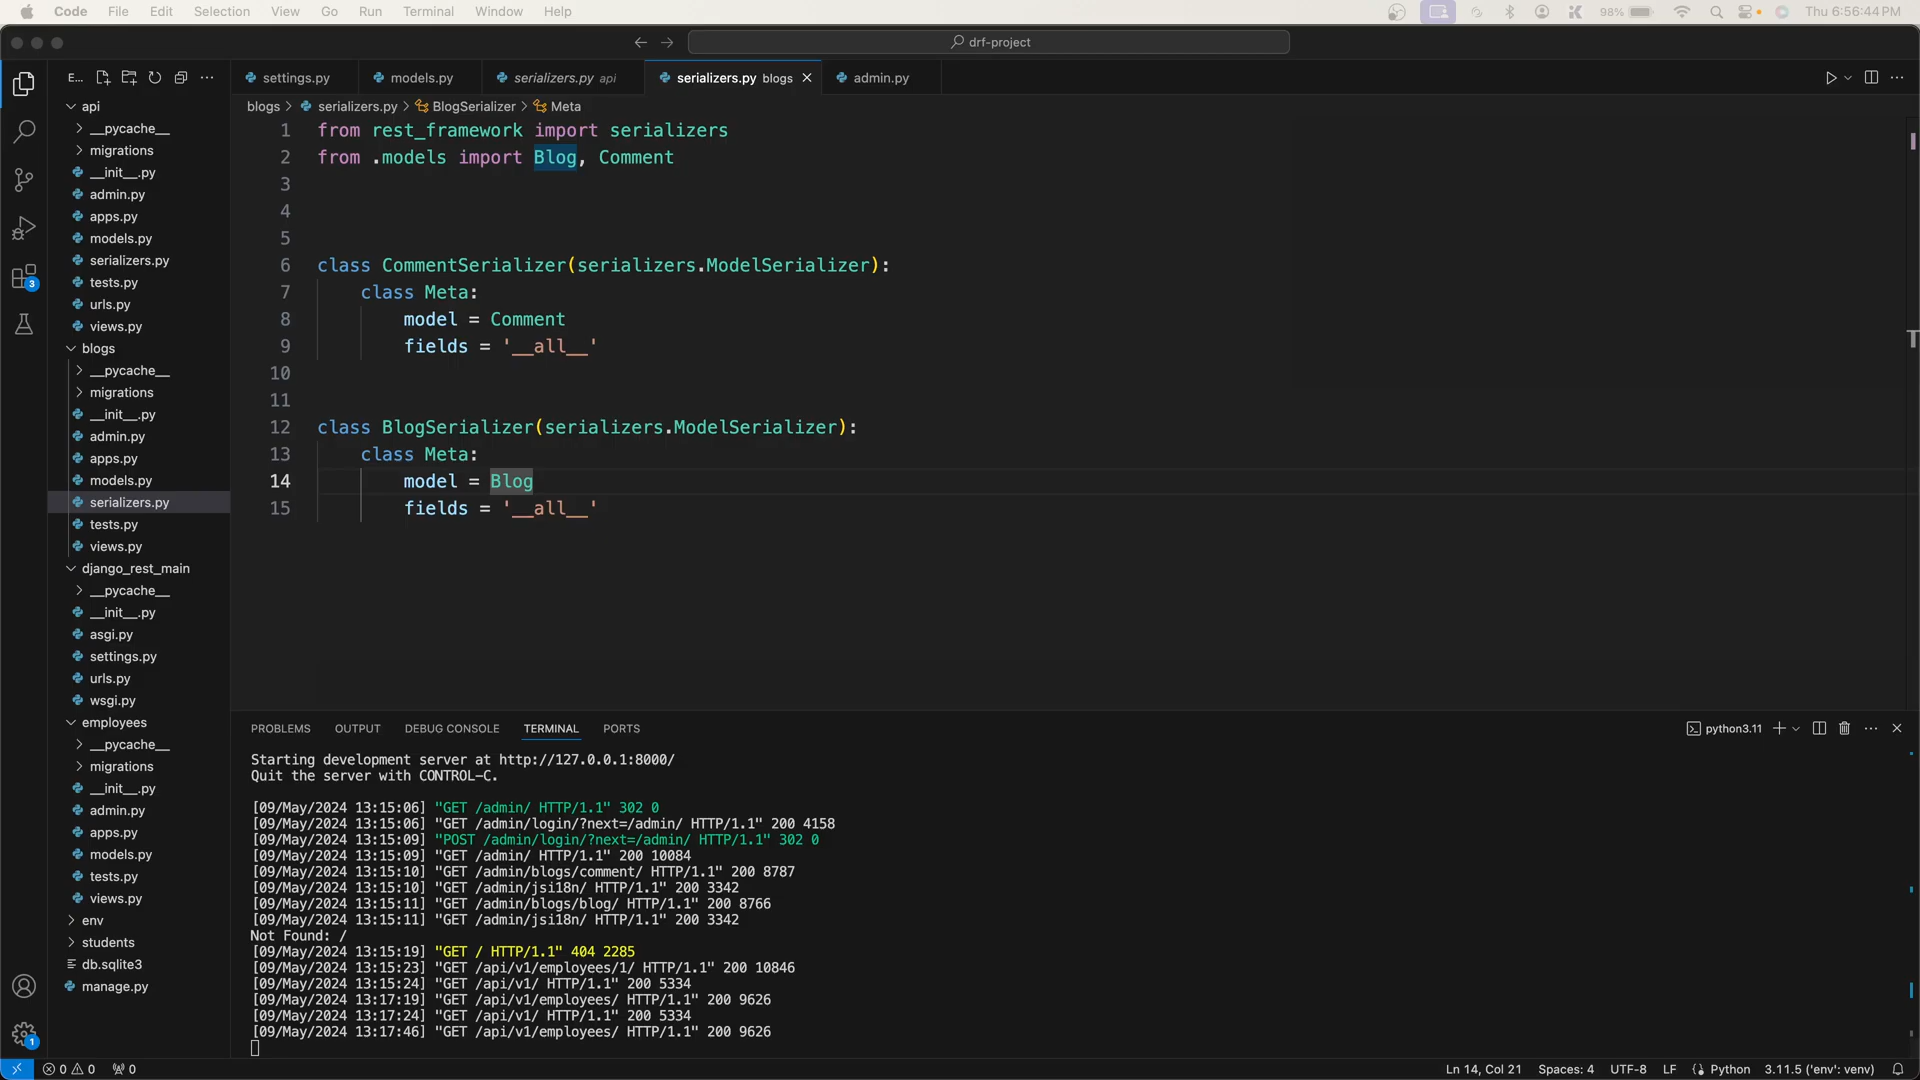 Code File Edit Selection View Go Run Terminal Window Help 98% Thu 6:56:44 PM
drf-project
E... settings.py models.py serializers.py api serializers.py blogs admin.py
blogs > serializers.py > BlogSerializer > Meta
api
__pycache__
migrations
__init__.py
admin.py
apps.py
models.py
serializers.py
tests.py
urls.py
views.py
blogs
__pycache__
migrations
__init__.py
admin.py
apps.py
models.py
serializers.py
tests.py
views.py
django_rest_main
__pycache__
__init__.py
asgi.py
settings.py
urls.py
wsgi.py
employees
__pycache__
migrations
__init__.py
admin.py
apps.py
models.py
tests.py
views.py
env
students
db.sqlite3
manage.py
3
1
1 from rest_framework import serializers
2 from .models import Blog, Comment
3
4
5
6 class CommentSerializer(serializers.ModelSerializer):
7 class Meta:
8 model = Comment
9 fields = '__all__'
10
11
12 class BlogSerializer(serializers.ModelSerializer):
13 class Meta:
14 model = Blog
15 fields = '__all__'
PROBLEMS OUTPUT DEBUG CONSOLE TERMINAL PORTS python3.11
Starting development server at http://127.0.0.1:8000/
Quit the server with CONTROL-C.
[09/May/2024 13:15:06] "GET /admin/ HTTP/1.1" 302 0
[09/May/2024 13:15:06] "GET /admin/login/?next=/admin/ HTTP/1.1" 200 4158
[09/May/2024 13:15:09] "POST /admin/login/?next=/admin/ HTTP/1.1" 302 0
[09/May/2024 13:15:09] "GET /admin/ HTTP/1.1" 200 10084
[09/May/2024 13:15:10] "GET /admin/blogs/comment/ HTTP/1.1" 200 8787
[09/May/2024 13:15:10] "GET /admin/jsi18n/ HTTP/1.1" 200 3342
[09/May/2024 13:15:11] "GET /admin/blogs/blog/ HTTP/1.1" 200 8766
[09/May/2024 13:15:11] "GET /admin/jsi18n/ HTTP/1.1" 200 3342
Not Found: /
[09/May/2024 13:15:19] "GET / HTTP/1.1" 404 2285
[09/May/2024 13:15:23] "GET /api/v1/employees/1/ HTTP/1.1" 200 10846
[09/May/2024 13:15:24] "GET /api/v1/ HTTP/1.1" 200 5334
[09/May/2024 13:17:19] "GET /api/v1/employees/ HTTP/1.1" 200 9626
[09/May/2024 13:17:24] "GET /api/v1/ HTTP/1.1" 200 5334
[09/May/2024 13:17:46] "GET /api/v1/employees/ HTTP/1.1" 200 9626
0 0 0 Ln 14, Col 21 Spaces: 4 UTF-8 LF Python 3.11.5 ('env': venv)